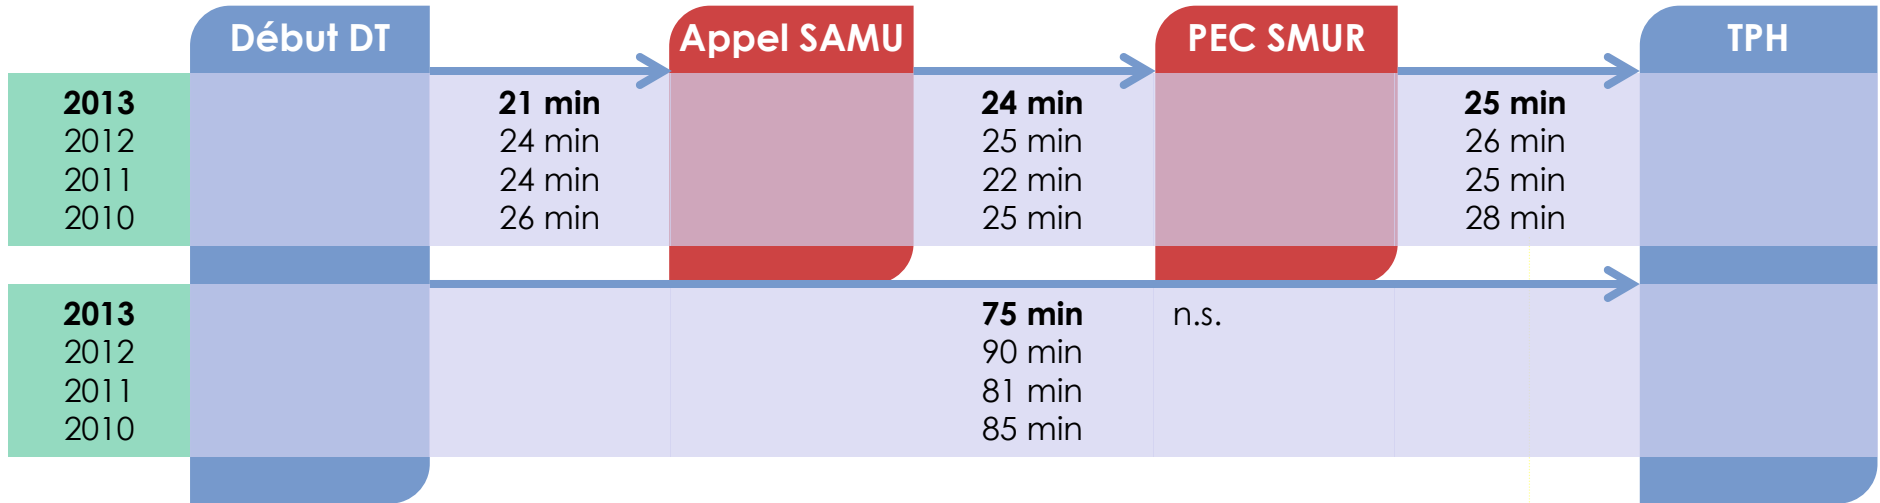 Début DT Appel SAMU PEC SMUR TPH
2013 21 min 24 min 25 min
2012 24 min 25 min 26 min
2011 24 min 22 min 25 min
2010 26 min 25 min 28 min
2013 75 min n.s.
2012 90 min
2011 81 min
2010 85 min